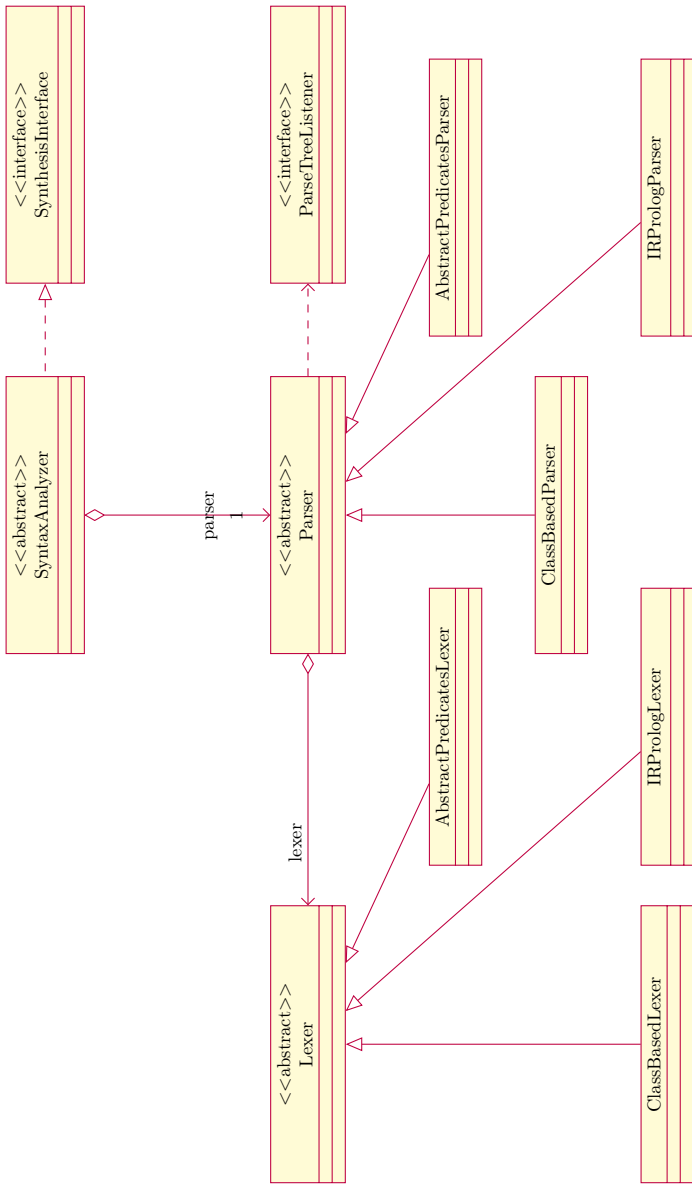 <<interface>>
SynthesisInterface
<<abstract>>
SyntaxAnalyzer
parser
1
<<interface>>
ParseTreeListener
<<abstract>>
Parser
lexer
<<abstract>>
Lexer
AbstractPredicatesParser
AbstractPredicatesLexer
ClassBasedParser
IRPrologParser
IRPrologLexer
ClassBasedLexer